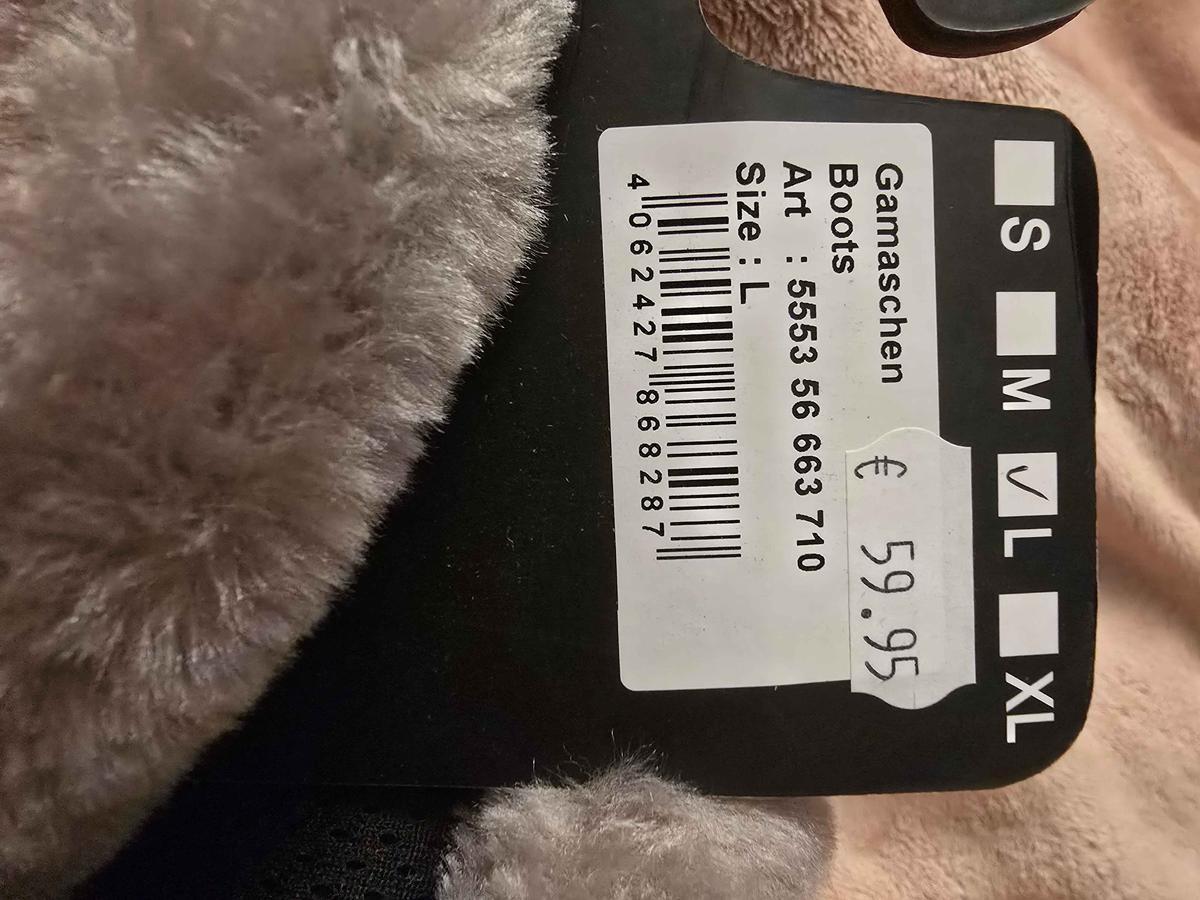 S M ✓ L XL
Gamaschen
Boots
Art : 5553 56 663 710
Size : L
4 062427 868287
€ 59.95